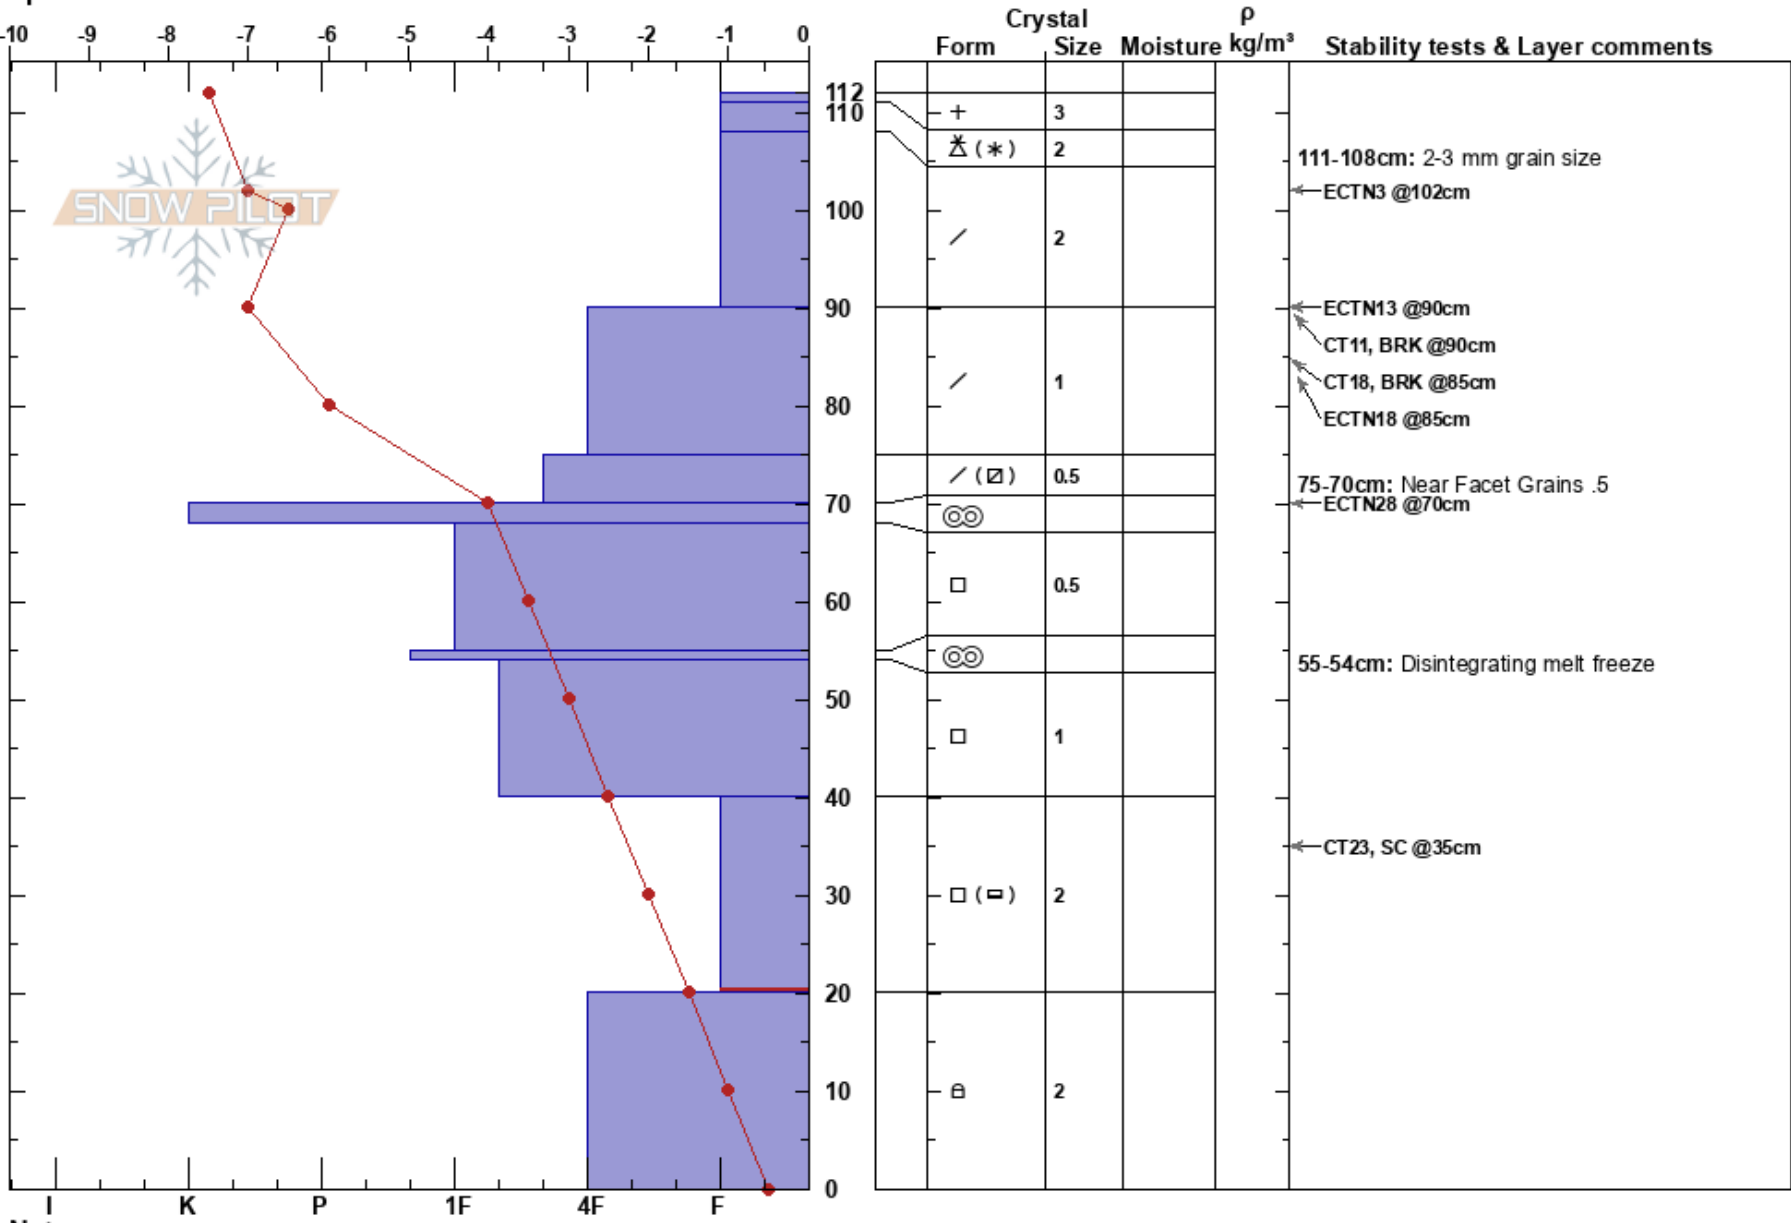 Crystal ρ
-10 -9 -8 -7 -6 -5 -4 -3 -2 -1 0 Form Size Moisture kg/m³ Stability tests & Layer comments
112
110 + 3
(*) 2
111-108cm: 2-3 mm grain size
ECTN3 @102cm
SNOW PILOT
100
2
90 ECTN13 @90cm
CT11, BRK @90cm
1 CT18, BRK @85cm
80
ECTN18 @85cm
0.5
75-70cm: Near Facet Grains .5
70 ECTN28 @70cm
0.5
60
55-54cm: Disintegrating melt freeze
50
1
40
CT23, SC @35cm
30 2
20
10 2
0
I K P 1F 4F F